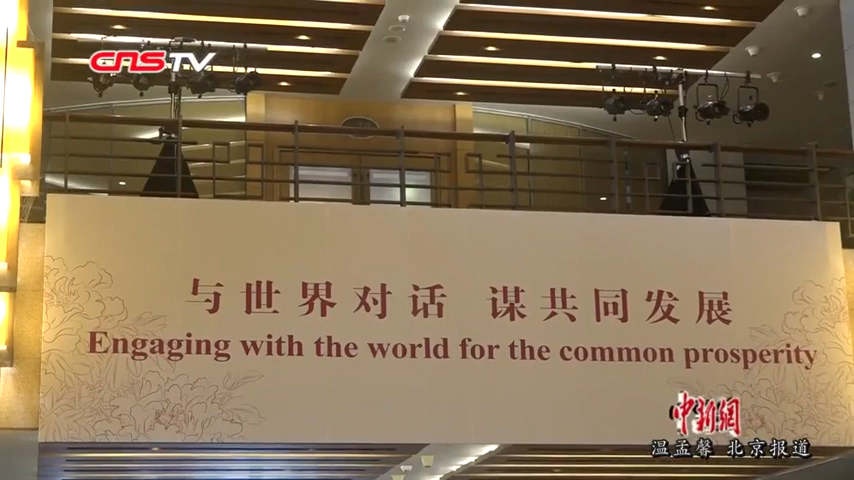 CNSTV
与世界对话 谋共同发展
Engaging with the world for the common prosperity
中新網
温孟馨 北京报道